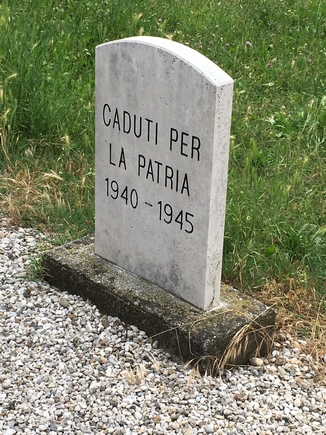 CADUTI PER
LA PATRIA
1940 - 1945